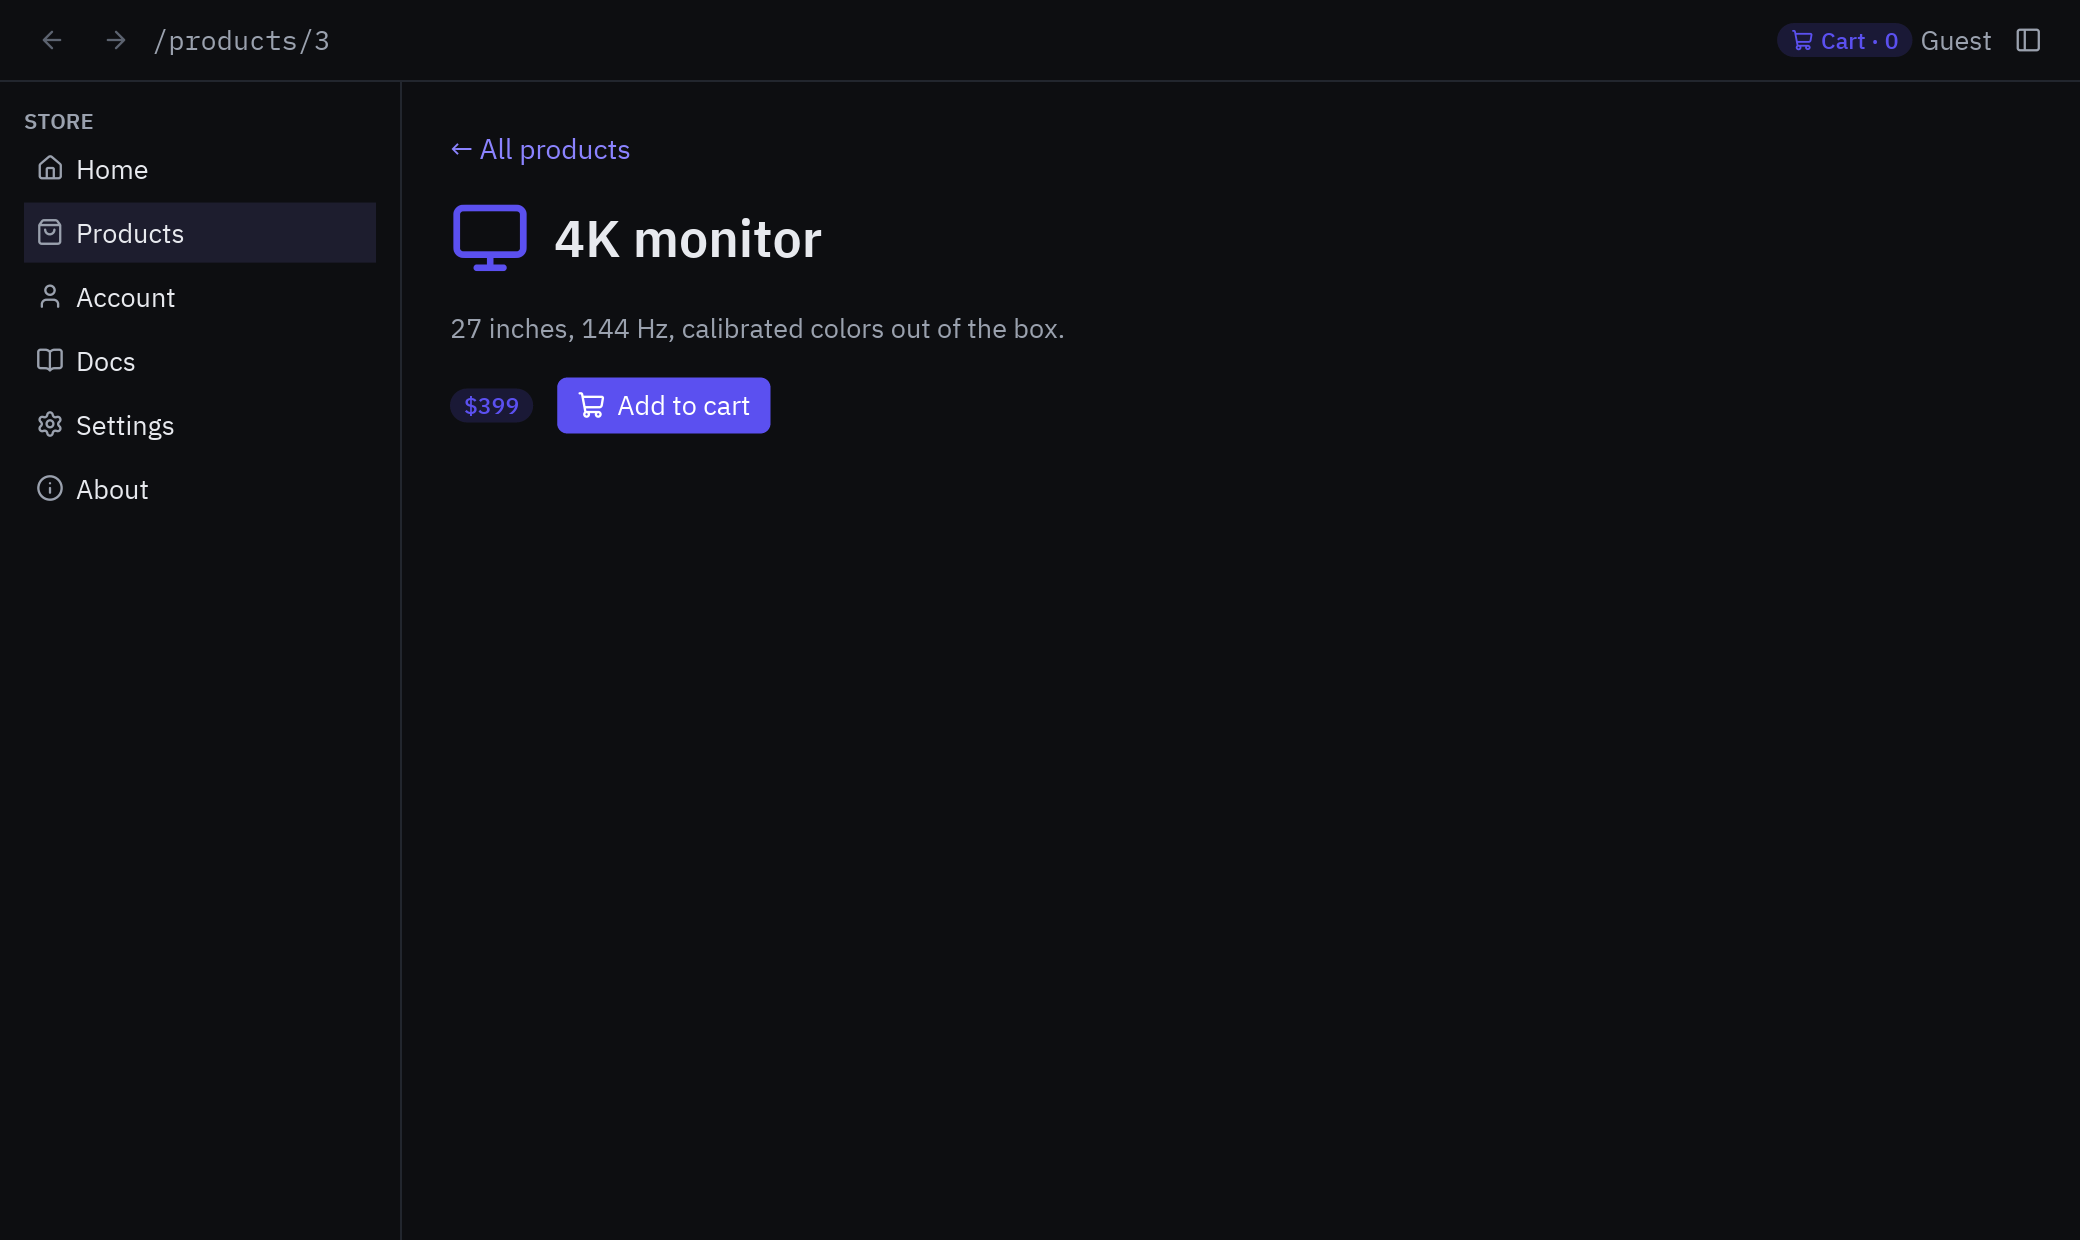 /products/3
Cart · 0
Guest
STORE
Home
Products
Account
Docs
Settings
About
← All products
4K monitor
27 inches, 144 Hz, calibrated colors out of the box.
$399
Add to cart